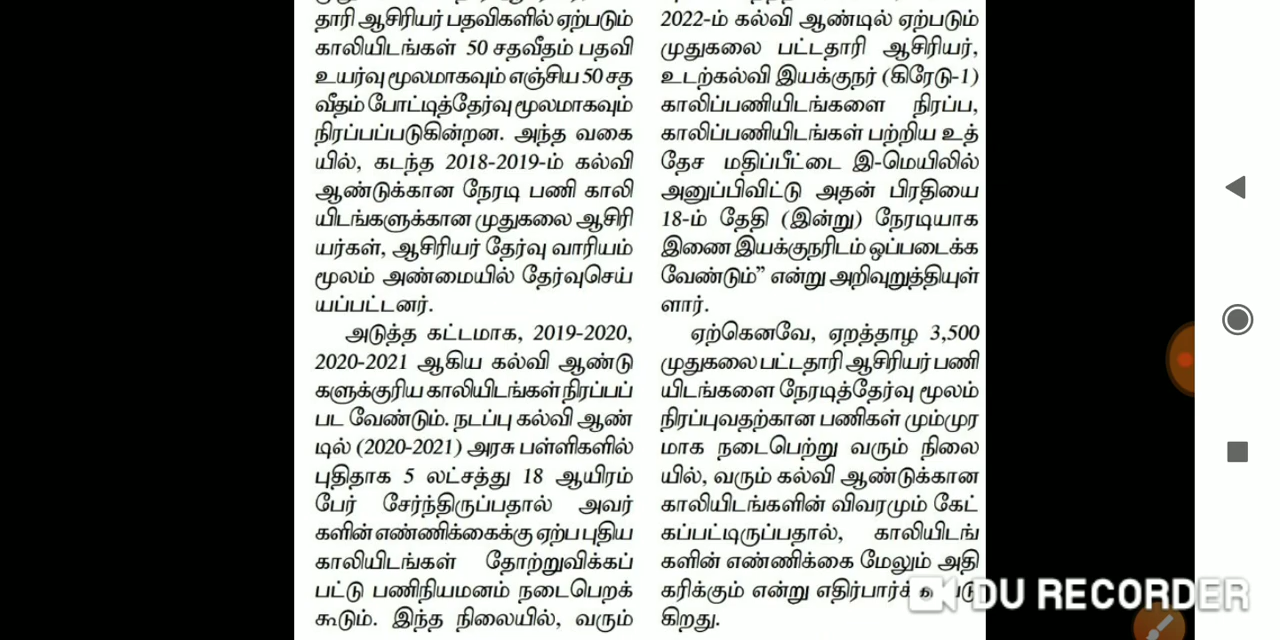 தாரி ஆசிரியர் பதவிகளில் ஏற்படும்
காலியிடங்கள் 50 சதவீதம் பதவி
உயர்வு மூலமாகவும் எஞ்சிய 50 சத
வீதம் போட்டித்தேர்வு மூலமாகவும்
நிரப்பப்படுகின்றன. அந்த வகை
யில், கடந்த 2018-2019-ம் கல்வி
ஆண்டுக்கான நேரடி பணி காலி
யிடங்களுக்கான முதுகலை ஆசிரி
யர்கள், ஆசிரியர் தேர்வு வாரியம்
மூலம் அண்மையில் தேர்வுசெய்
யப்பட்டனர்.
அடுத்த கட்டமாக, 2019-2020,
2020-2021 ஆகிய கல்வி ஆண்டு
களுக்குரிய காலியிடங்கள் நிரப்பப்
பட வேண்டும். நடப்பு கல்வி ஆண்
டில் (2020-2021) அரசு பள்ளிகளில்
புதிதாக 5 லட்சத்து 18 ஆயிரம்
பேர் சேர்ந்திருப்பதால் அவர்
களின் எண்ணிக்கைக்கு ஏற்ப புதிய
காலியிடங்கள் தோற்றுவிக்கப்
பட்டு பணிநியமனம் நடைபெறக்
கூடும். இந்த நிலையில், வரும்
2022-ம் கல்வி ஆண்டில் ஏற்படும்
முதுகலை பட்டதாரி ஆசிரியர்,
உடற்கல்வி இயக்குநர் (கிரேடு-1)
காலிப்பணியிடங்களை நிரப்ப,
காலிப்பணியிடங்கள் பற்றிய உத்
தேச மதிப்பீட்டை இ-மெயிலில்
அனுப்பிவிட்டு அதன் பிரதியை
18-ம் தேதி (இன்று) நேரடியாக
இணை இயக்குநரிடம் ஒப்படைக்க
வேண்டும்” என்று அறிவுறுத்தியுள்
ளார்.
ஏற்கெனவே, ஏறத்தாழ 3,500
முதுகலை பட்டதாரி ஆசிரியர் பணி
யிடங்களை நேரடித்தேர்வு மூலம்
நிரப்புவதற்கான பணிகள் மும்முர
மாக நடைபெற்று வரும் நிலை
யில், வரும் கல்வி ஆண்டுக்கான
காலியிடங்களின் விவரமும் கேட்
கப்பட்டிருப்பதால், காலியிடங்
களின் எண்ணிக்கை மேலும் அதி
கரிக்கும் என்று
கிறது.
DU RECORDER